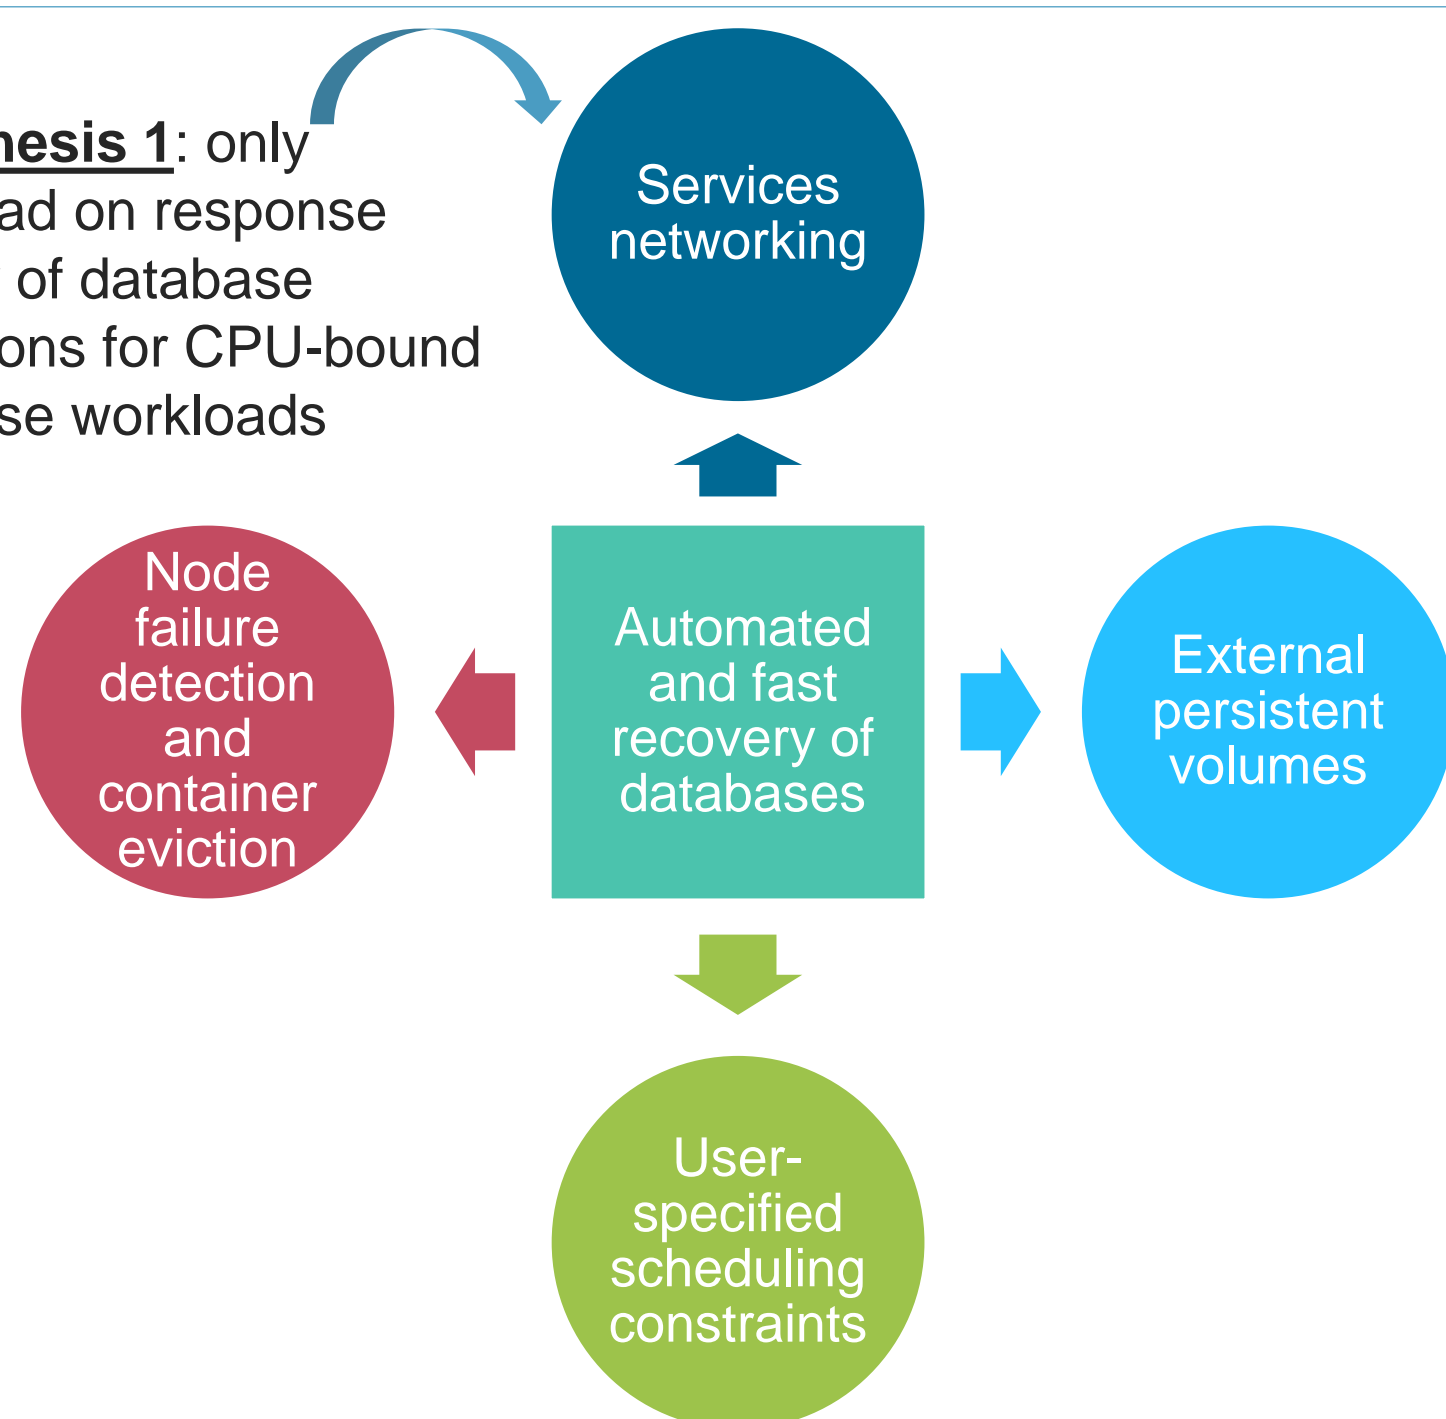 nesis 1: only
ad on response
of database
ons for CPU-bound
se workloads
Services
networking
Node
failure
detection
and
container
eviction
Automated
and fast
recovery of
databases
External
persistent
volumes
User-
specified
scheduling
constraints